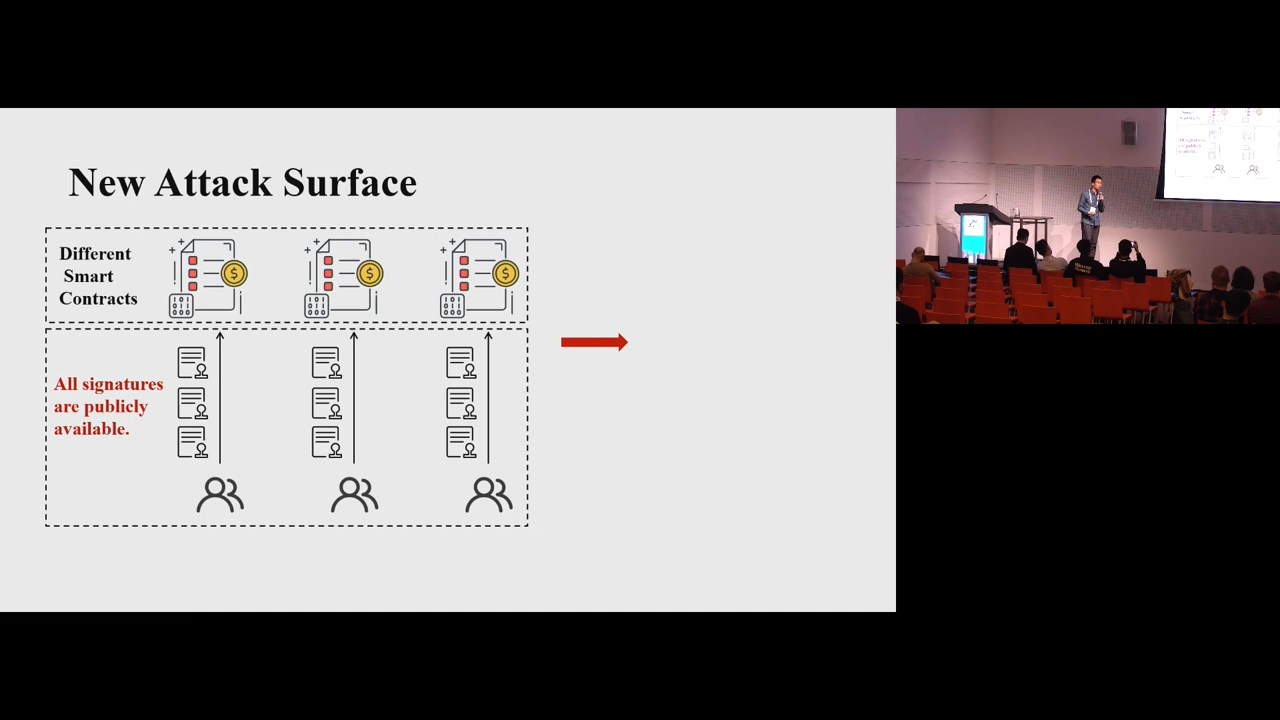 New Attack Surface
Different
Smart
Contracts
All signatures
are publicly
available.